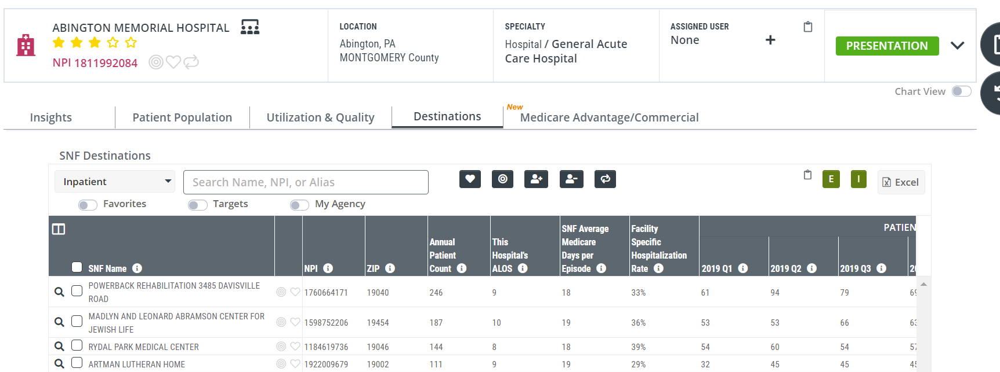 ABINGTON MEMORIAL HOSPITAL
NPI 1811992084
LOCATION
Abington, PA
MONTGOMERY County
SPECIALTY
Hospital / General Acute
Care Hospital
ASSIGNED USER
None
+
PRESENTATION
Chart View
Insights
Patient Population
Utilization & Quality
Destinations
New
Medicare Advantage/Commercial
SNF Destinations
Inpatient
Search Name, NPI, or Alias
E
I
Excel
Favorites
Targets
My Agency
SNF Name
NPI
ZIP
Annual
Patient
Count
This
Hospital's
ALOS
SNF Average
Medicare
Days per
Episode
Facility
Specific
Hospitalization
Rate
PATIEN
2019 Q1
2019 Q2
2019 Q3
20
POWERBACK REHABILITATION 3485 DAVISVILLE
ROAD
1760664171 19040 246 9 18 33% 61 94 79 69
MADLYN AND LEONARD ABRAMSON CENTER FOR
JEWISH LIFE
1598752206 19454 187 10 19 36% 53 53 66 63
RYDAL PARK MEDICAL CENTER 1184619736 19046 144 8 18 39% 54 60 54 57
ARTMAN LUTHERAN HOME 1922009679 19002 111 9 19 29% 32 45 45 45